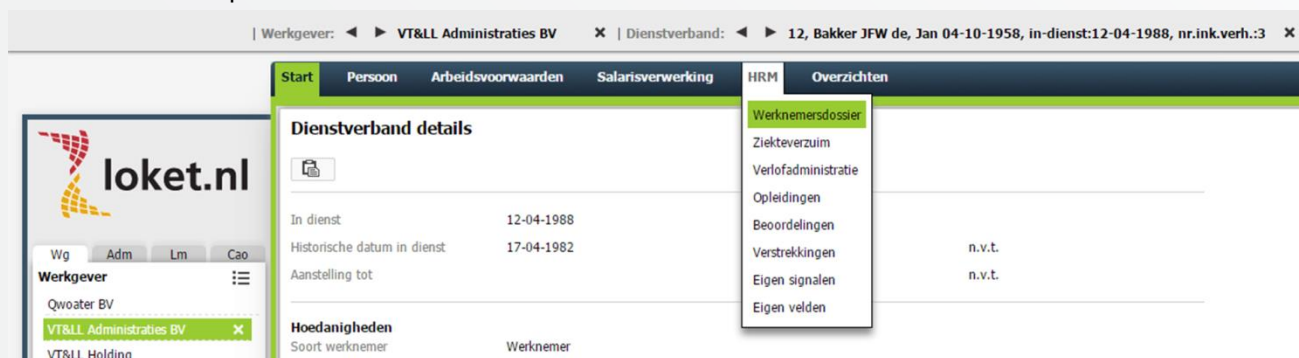 | Werkgever: ◄ ► VT&LL Administraties BV ✕ | Dienstverband: ◄ ► 12, Bakker JFW de, Jan 04-10-1958, in-dienst:12-04-1988, nr.ink.verh.:3 ✕
Start Persoon Arbeidsvoorwaarden Salarisverwerking HRM Overzichten
Werknemersdossier
Ziekteverzuim
Verlofadministratie
Opleidingen
Beoordelingen
Verstrekkingen
Eigen signalen
Eigen velden
loket.nl
Wg Adm Lm Cao
Werkgever
Qwoater BV
VT&LL Administraties BV ✕
VT&LL Holding
Dienstverband details
In dienst 12-04-1988
Historische datum in dienst 17-04-1982 n.v.t.
Aanstelling tot n.v.t.
Hoedanigheden
Soort werknemer Werknemer